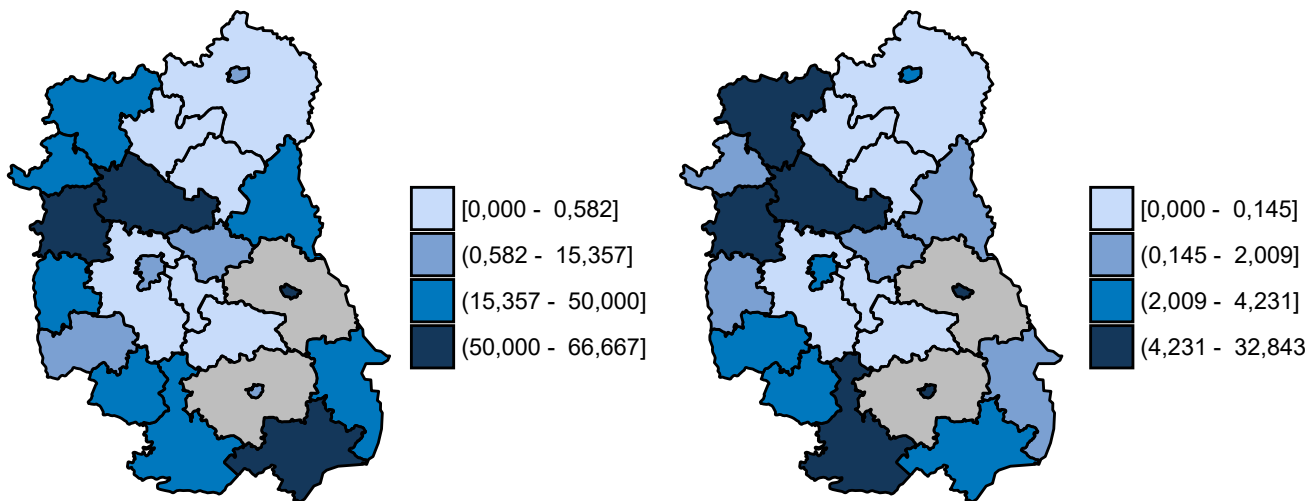 [0,000 - 0,582]
(0,582 - 15,357]
(15,357 - 50,000]
(50,000 - 66,667]
[0,000 - 0,145]
(0,145 - 2,009]
(2,009 - 4,231]
(4,231 - 32,843